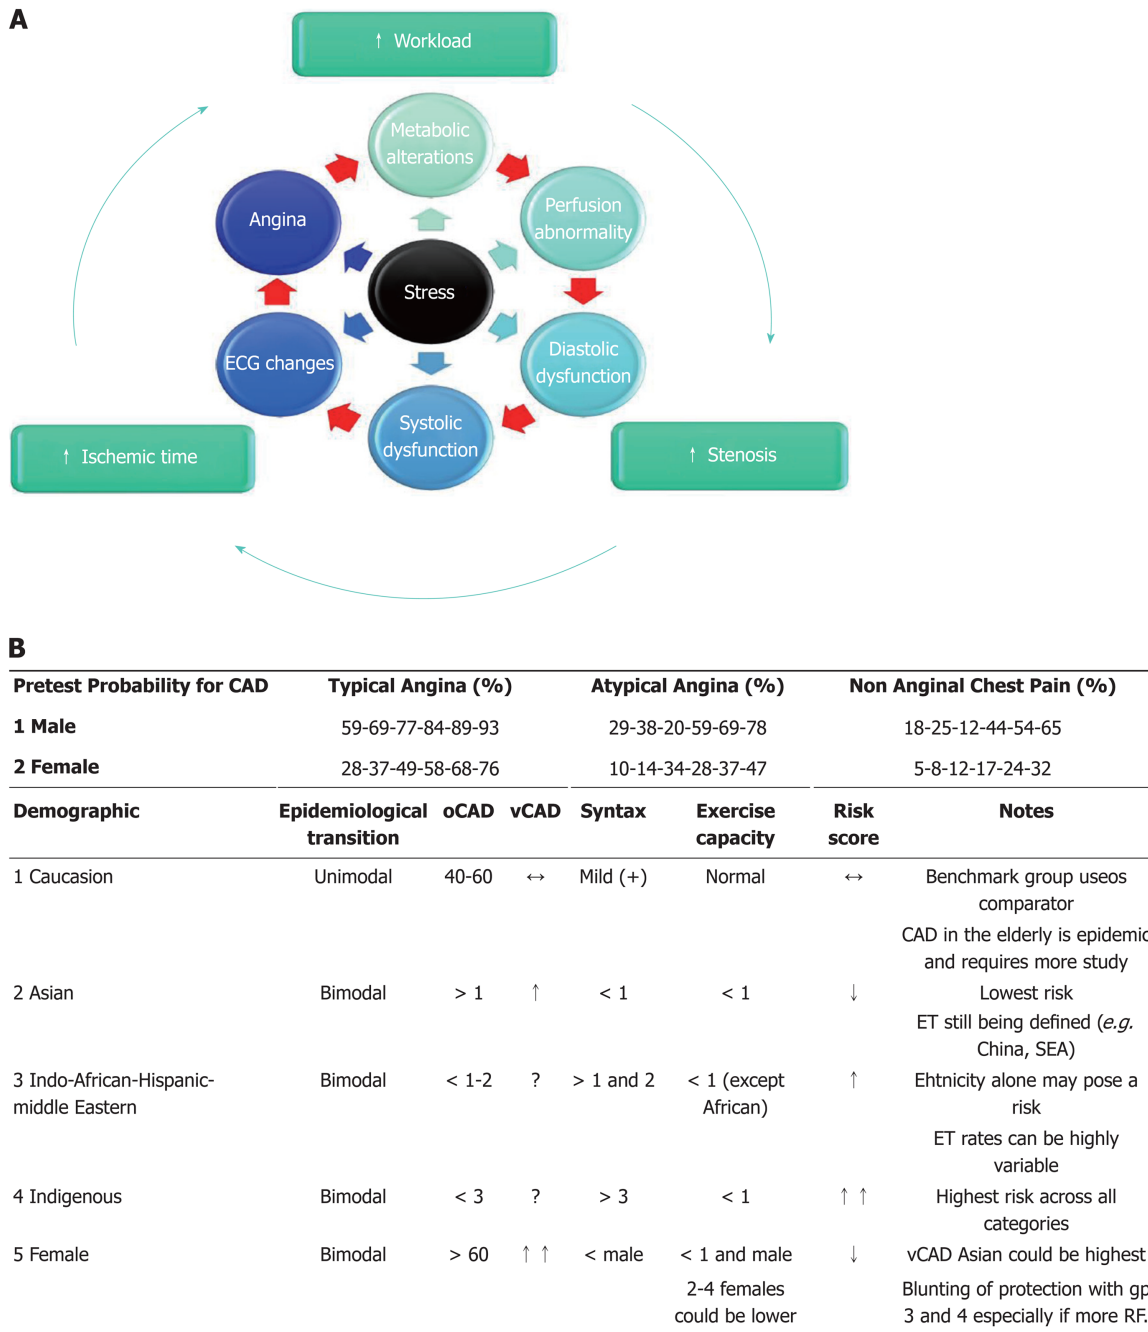 A
↑ Workload
Metabolic
alterations
Angina
Perfusion
abnormality
Stress
ECG changes
Diastolic
dysfunction
Systolic
dysfunction
↑ Ischemic time
↑ Stenosis
B
Pretest Probability for CAD Typical Angina (%) Atypical Angina (%) Non Anginal Chest Pain (%)
1 Male 59-69-77-84-89-93 29-38-20-59-69-78 18-25-12-44-54-65
2 Female 28-37-49-58-68-76 10-14-34-28-37-47 5-8-12-17-24-32
Demographic Epidemiological oCAD vCAD Syntax Exercise Risk Notes
transition capacity score
1 Caucasion Unimodal 40-60 ↔ Mild (+) Normal ↔ Benchmark group useos
comparator
CAD in the elderly is epidemic
and requires more study
2 Asian Bimodal > 1 ↑ < 1 < 1 ↓ Lowest risk
ET still being defined (e.g.
China, SEA)
3 Indo-African-Hispanic- Bimodal < 1-2 ? > 1 and 2 < 1 (except ↑ Ehtnicity alone may pose a
middle Eastern African) risk
ET rates can be highly
variable
4 Indigenous Bimodal < 3 ? > 3 < 1 ↑ ↑ Highest risk across all
categories
5 Female Bimodal > 60 ↑ ↑ < male < 1 and male ↓ vCAD Asian could be highest
2-4 females Blunting of protection with gp
could be lower 3 and 4 especially if more RF.